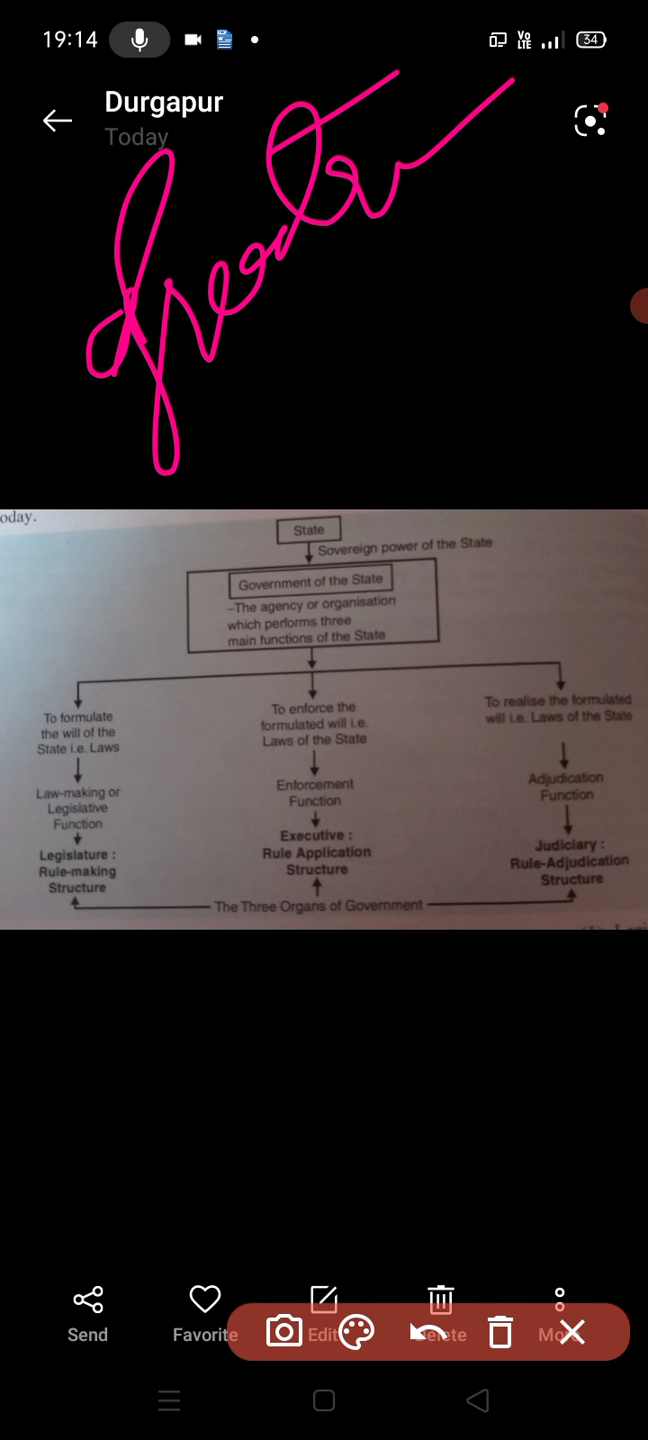 19:14
Vo
LTE
34
Durgapur
Today
oday.
State
Sovereign power of the State
Government of the State
–The agency or organisation
which performs three
main functions of the State
To formulate
the will of the
State i.e. Laws
Law-making or
Legislative
Function
Legislature :
Rule-making
Structure
To enforce the
formulated will i.e.
Laws of the State
Enforcement
Function
Executive :
Rule Application
Structure
To realise the formulated
will i.e. Laws of the State
Adjudication
Function
Judiciary :
Rule-Adjudication
Structure
The Three Organs of Government
Send
Favorite
Edit
Delete
More